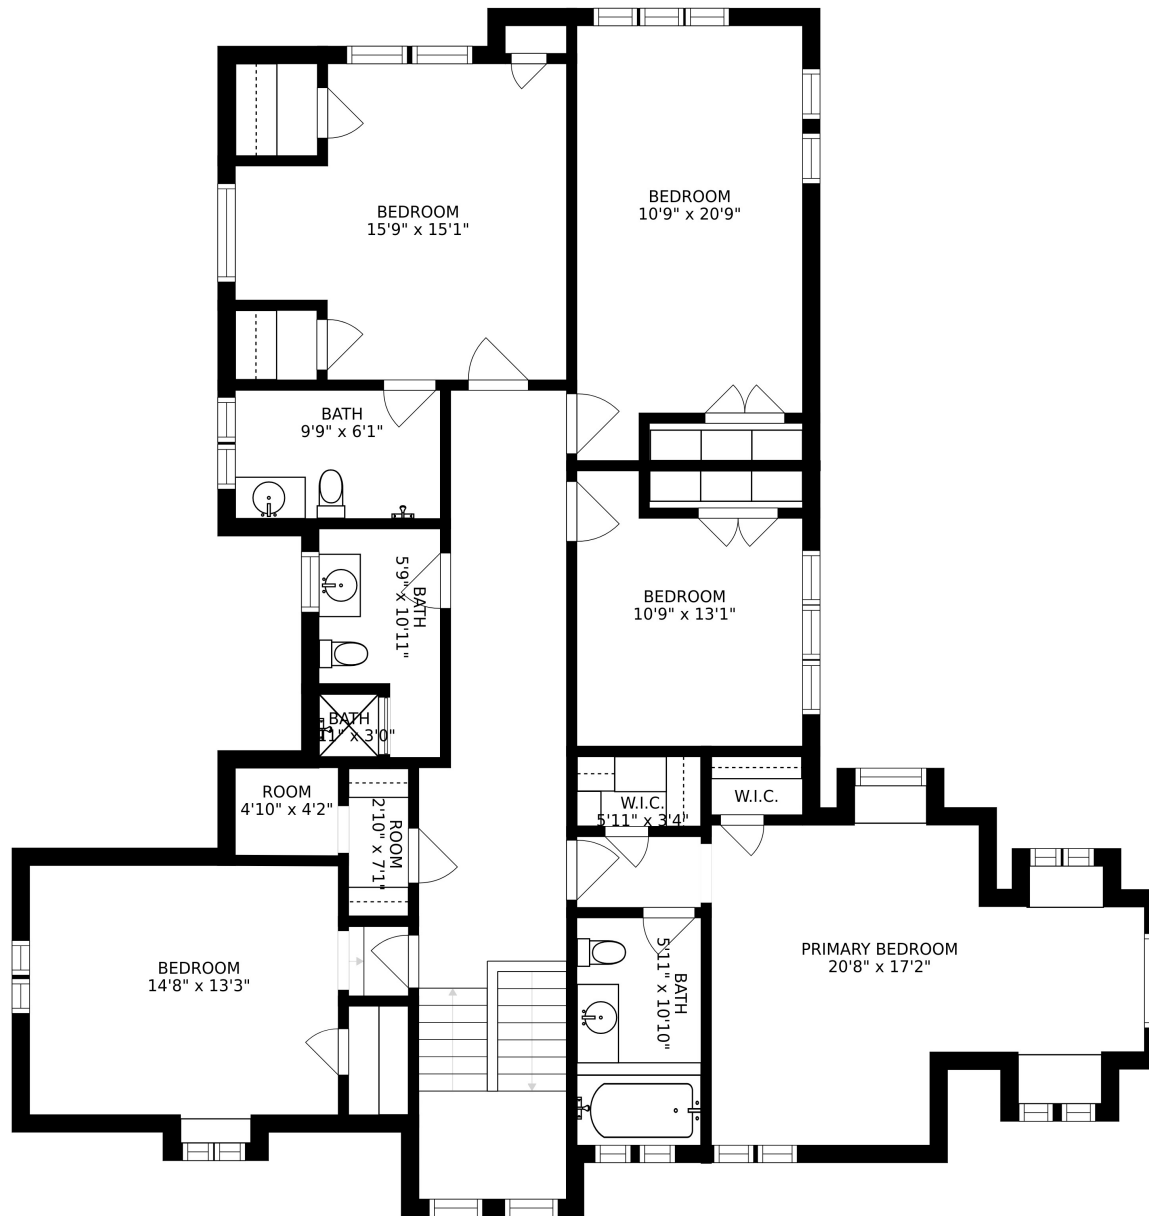 BEDROOM
10'9" x 20'9"
BEDROOM
15'9" x 15'1"
BATH
9'9" x 6'1"
BATH
5'9" x 10'11"
BEDROOM
10'9" x 13'1"
BATH
11" x 3'0"
ROOM
4'10" x 4'2"
ROOM
2'10" x 7'1"
W.I.C.
5'11" x 3'4"
W.I.C.
BEDROOM
14'8" x 13'3"
BATH
5'11" x 10'10"
PRIMARY BEDROOM
20'8" x 17'2"